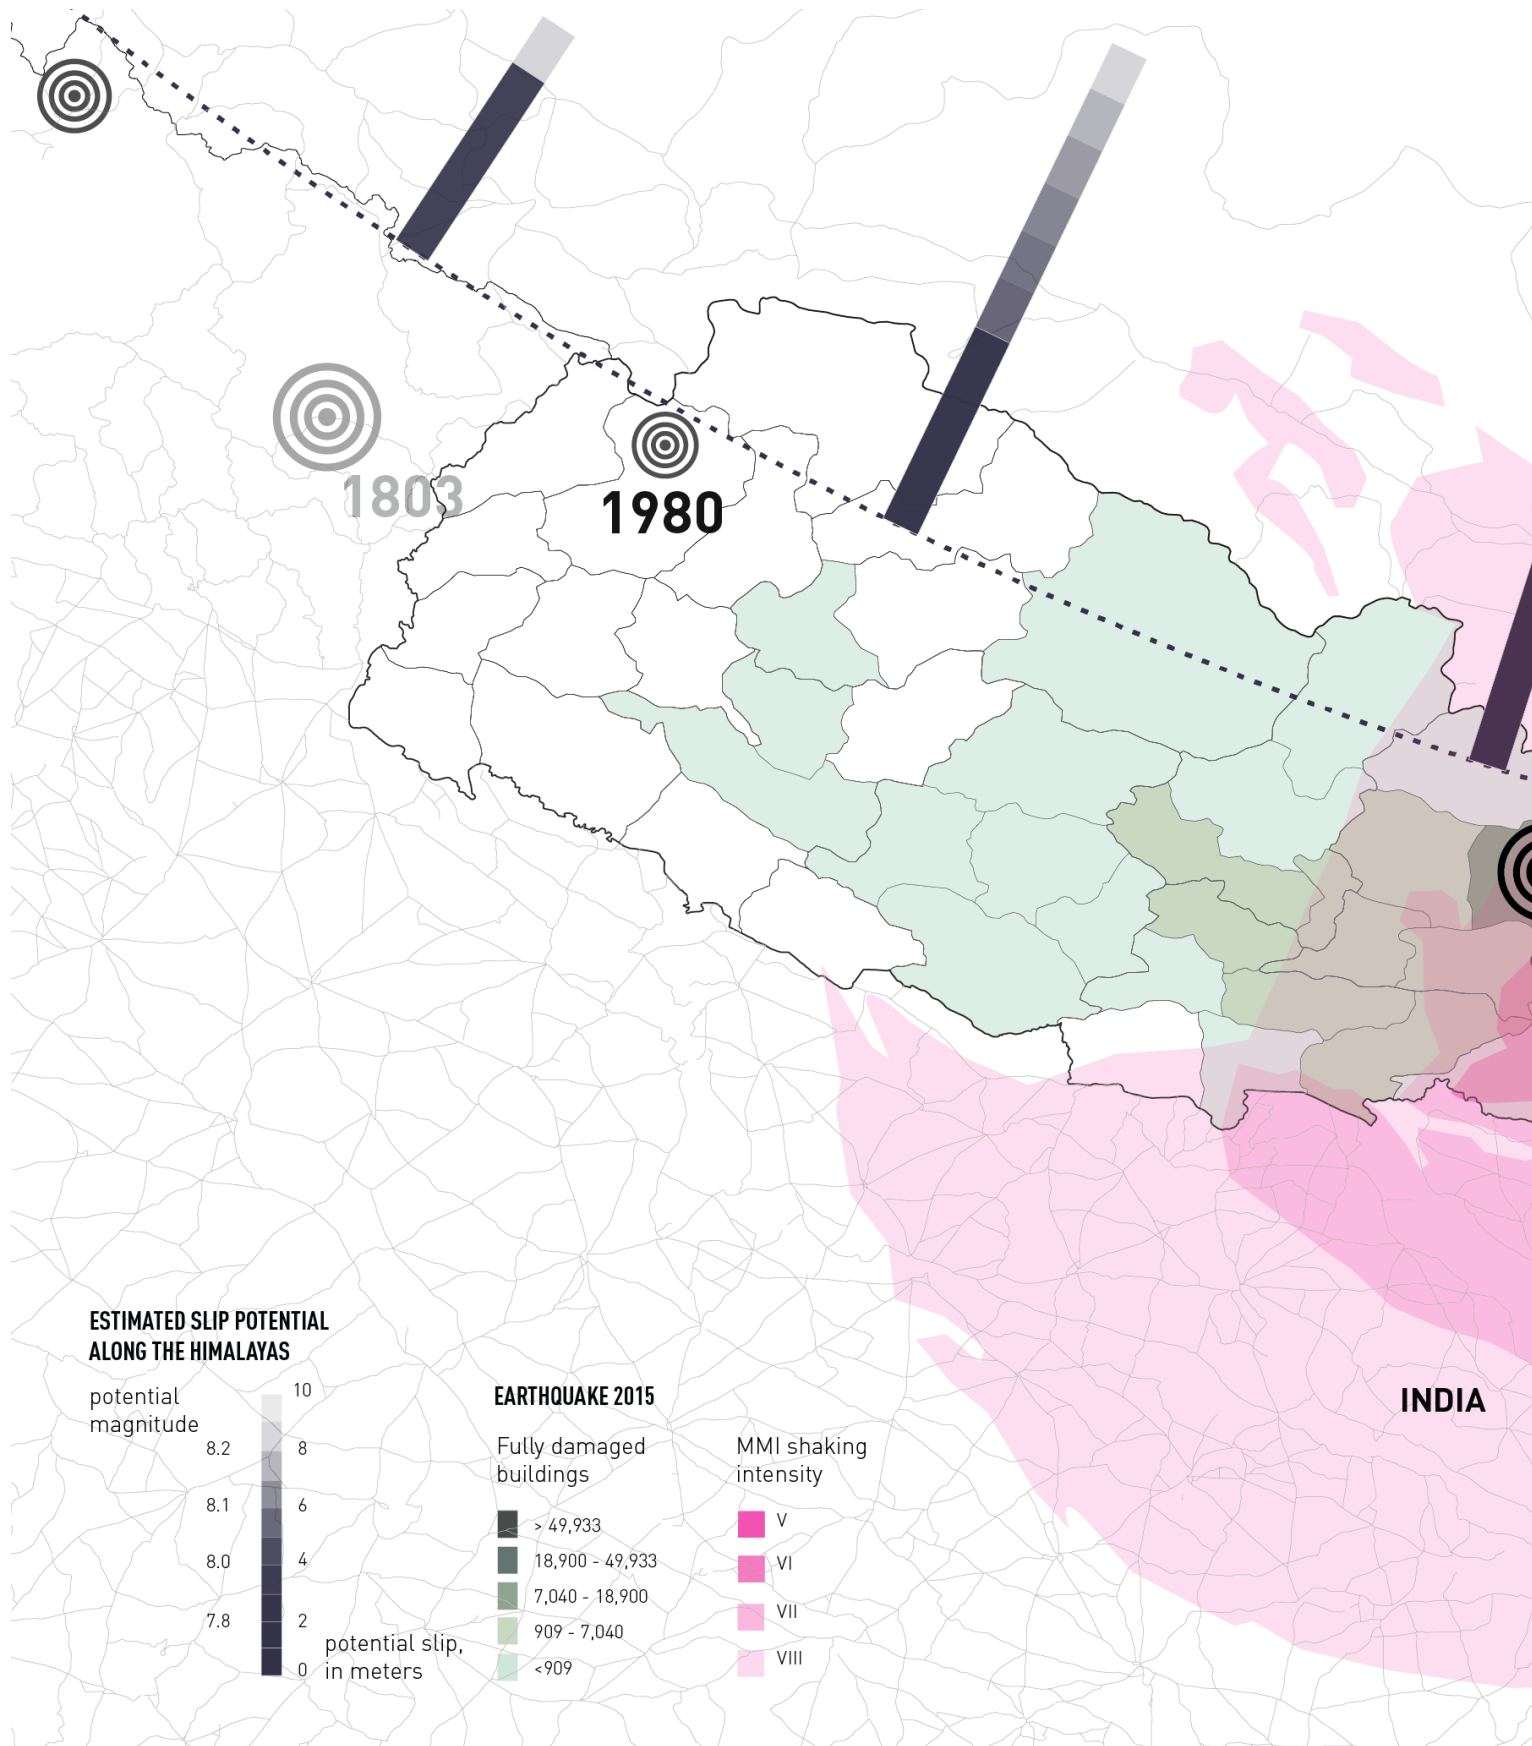 1803
1980
INDIA
ESTIMATED SLIP POTENTIAL
ALONG THE HIMALAYAS
potential
magnitude
10
8.2
8
8.1
6
8.0
4
7.8
2
0
potential slip,
in meters
EARTHQUAKE 2015
Fully damaged
buildings
> 49,933
18,900 - 49,933
7,040 - 18,900
909 - 7,040
<909
MMI shaking
intensity
V
VI
VII
VIII